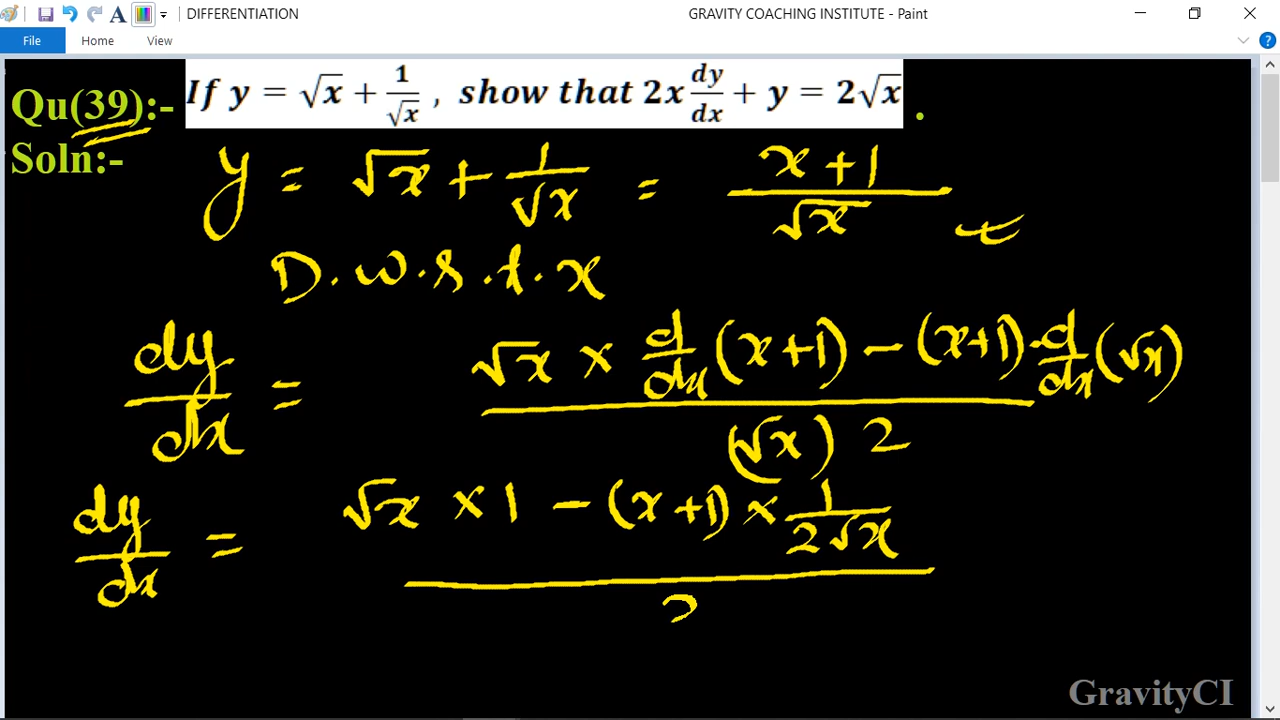 DIFFERENTIATION GRAVITY COACHING INSTITUTE - Paint
File Home View
Qu(39):- If y = √x + 1/√x , show that 2x dy/dx + y = 2√x .
Soln:-
y = √x + 1/√x = x+1/√x
D.w.r.t.x
dy/dx = √x × d/dx (x+1) - (x+1) d/dx (√x) / (√x)2
dy/dx = √x × 1 - (x+1) × 1/2√x
GravityCI